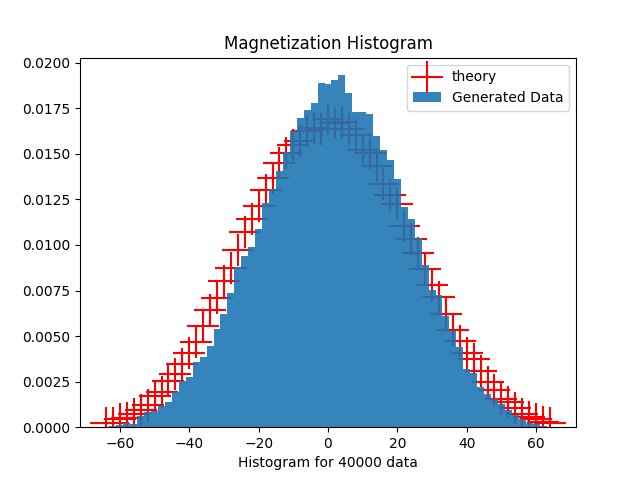 Magnetization Histogram
theory
Generated Data
0.0200
0.0175
0.0150
0.0125
0.0100
0.0075
0.0050
0.0025
0.0000
−60 −40 −20 0 20 40 60
Histogram for 40000 data